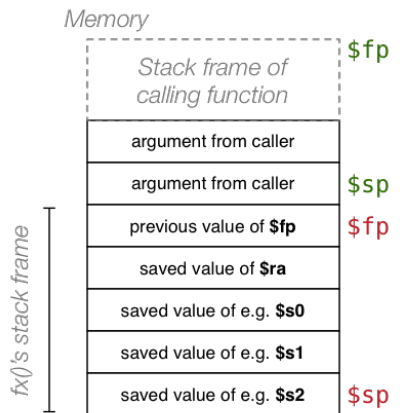 Memory
$fp
Stack frame of
calling function
argument from caller
argument from caller
$sp
previous value of $fp
$fp
saved value of $ra
saved value of e.g. $s0
saved value of e.g. $s1
saved value of e.g. $s2
$sp
fx()'s stack frame